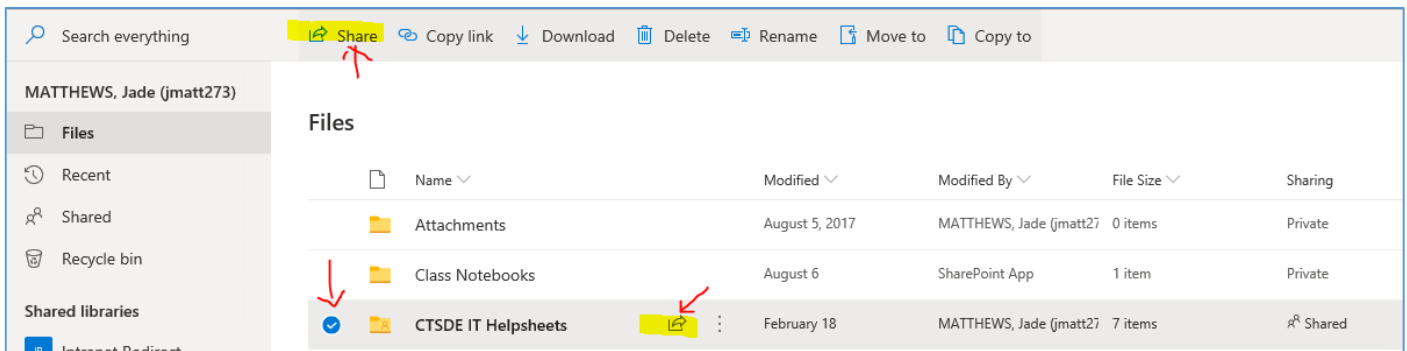 Search everything
Share Copy link Download Delete Rename Move to Copy to
MATTHEWS, Jade (jmatt273)
Files
Recent
Shared
Recycle bin
Shared libraries
Intranet Redirect
Files
Name Modified Modified By File Size Sharing
Attachments August 5, 2017 MATTHEWS, Jade (jmatt27 0 items Private
Class Notebooks August 6 SharePoint App 1 item Private
CTSDE IT Helpsheets February 18 MATTHEWS, Jade (jmatt27 7 items Shared